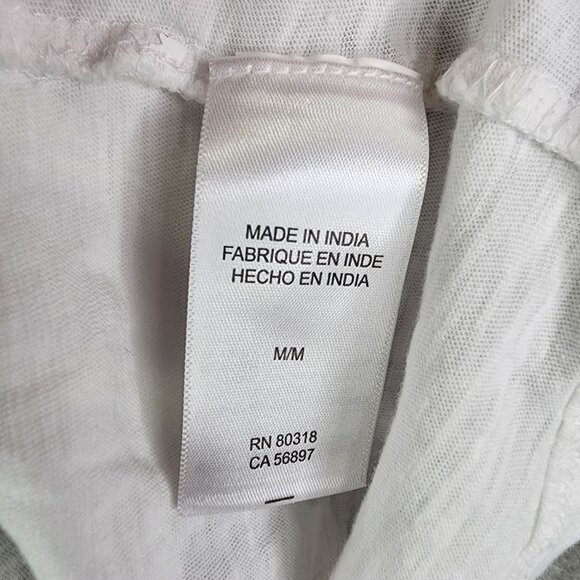 MADE IN INDIA
FABRIQUE EN INDE
HECHO EN INDIA
M/M
RN 80318
CA 56897